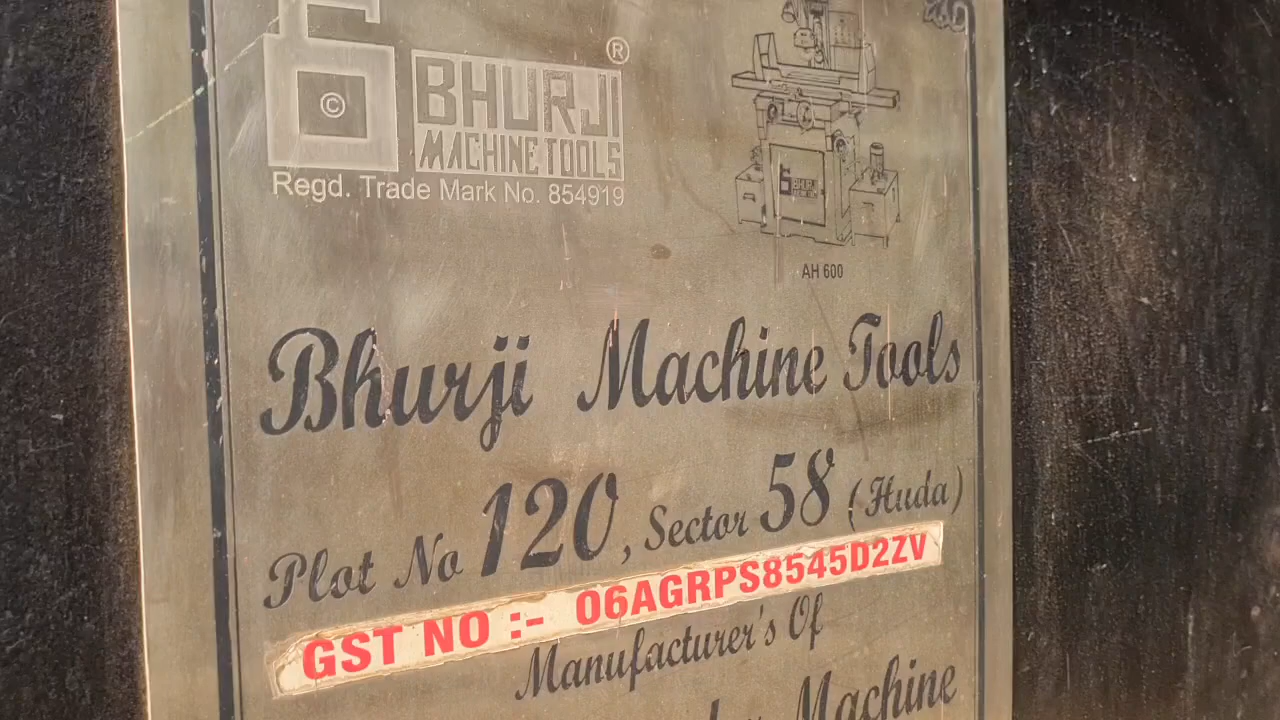 BHURJI ®
©
MACHINE TOOLS
Regd. Trade Mark No. 854919
BHURJI
AH 600
Bhurji Machine Tools
Plot No 120, Sector 58 (Huda)
GST NO :- 06AGRPS8545D2ZV
Manufacturer's Of
Machine